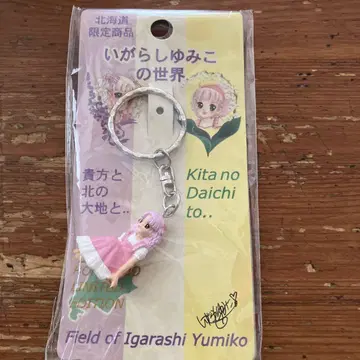 北海道
限定商品
いがらしゆみこ
の世界
貴方と
北の
大地と..
Kita no
Daichi
to..
Field of Igarashi Yumiko